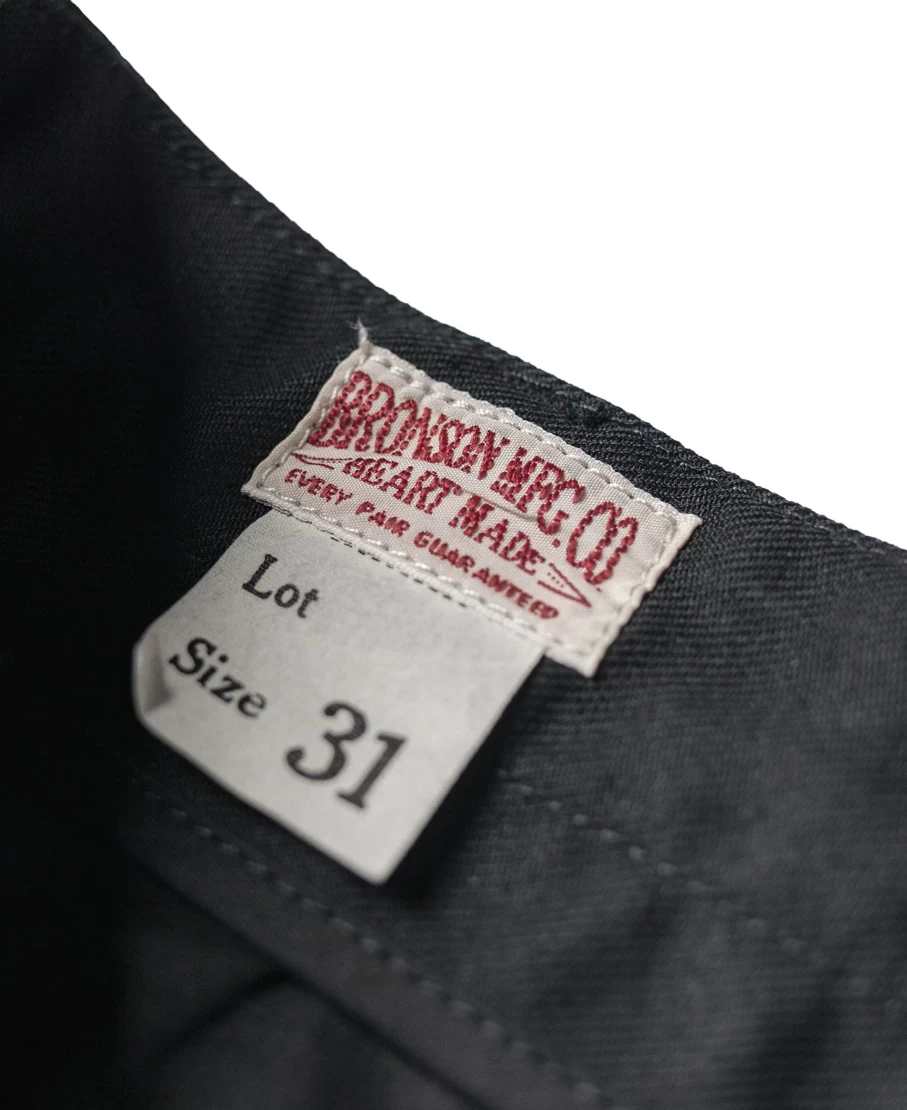 BRONSON MFG. CO
HEART MADE
EVERY PAIR GUARANTEED
Lot
Size 31